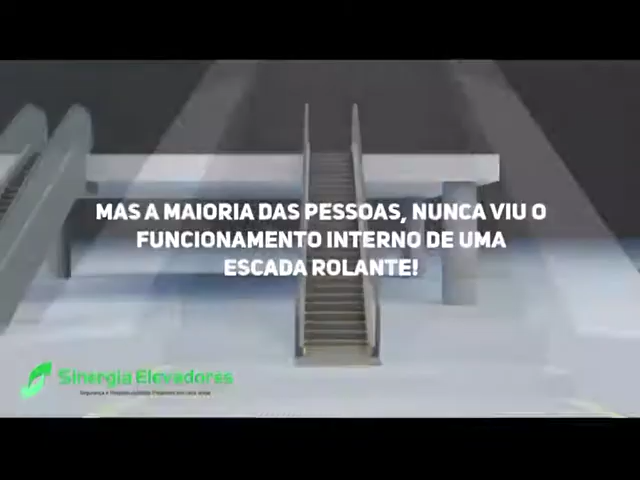 MAS A MAIORIA DAS PESSOAS, NUNCA VIU O
FUNCIONAMENTO INTERNO DE UMA
ESCADA ROLANTE!
Sinergia Elevadores